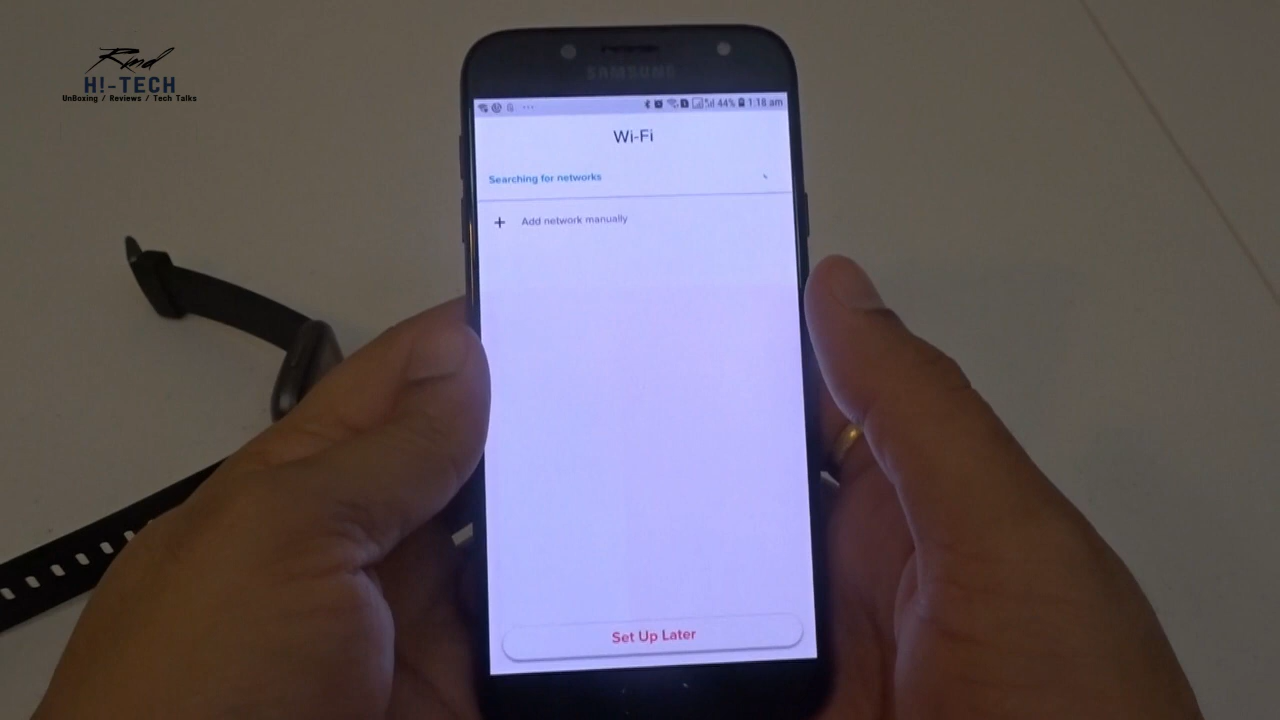 Rmd
H!-TECH
UnBoxing / Reviews / Tech Talks
SAMSUNG
44% 1:18 am
Wi-Fi
Searching for networks
+ Add network manually
Set Up Later